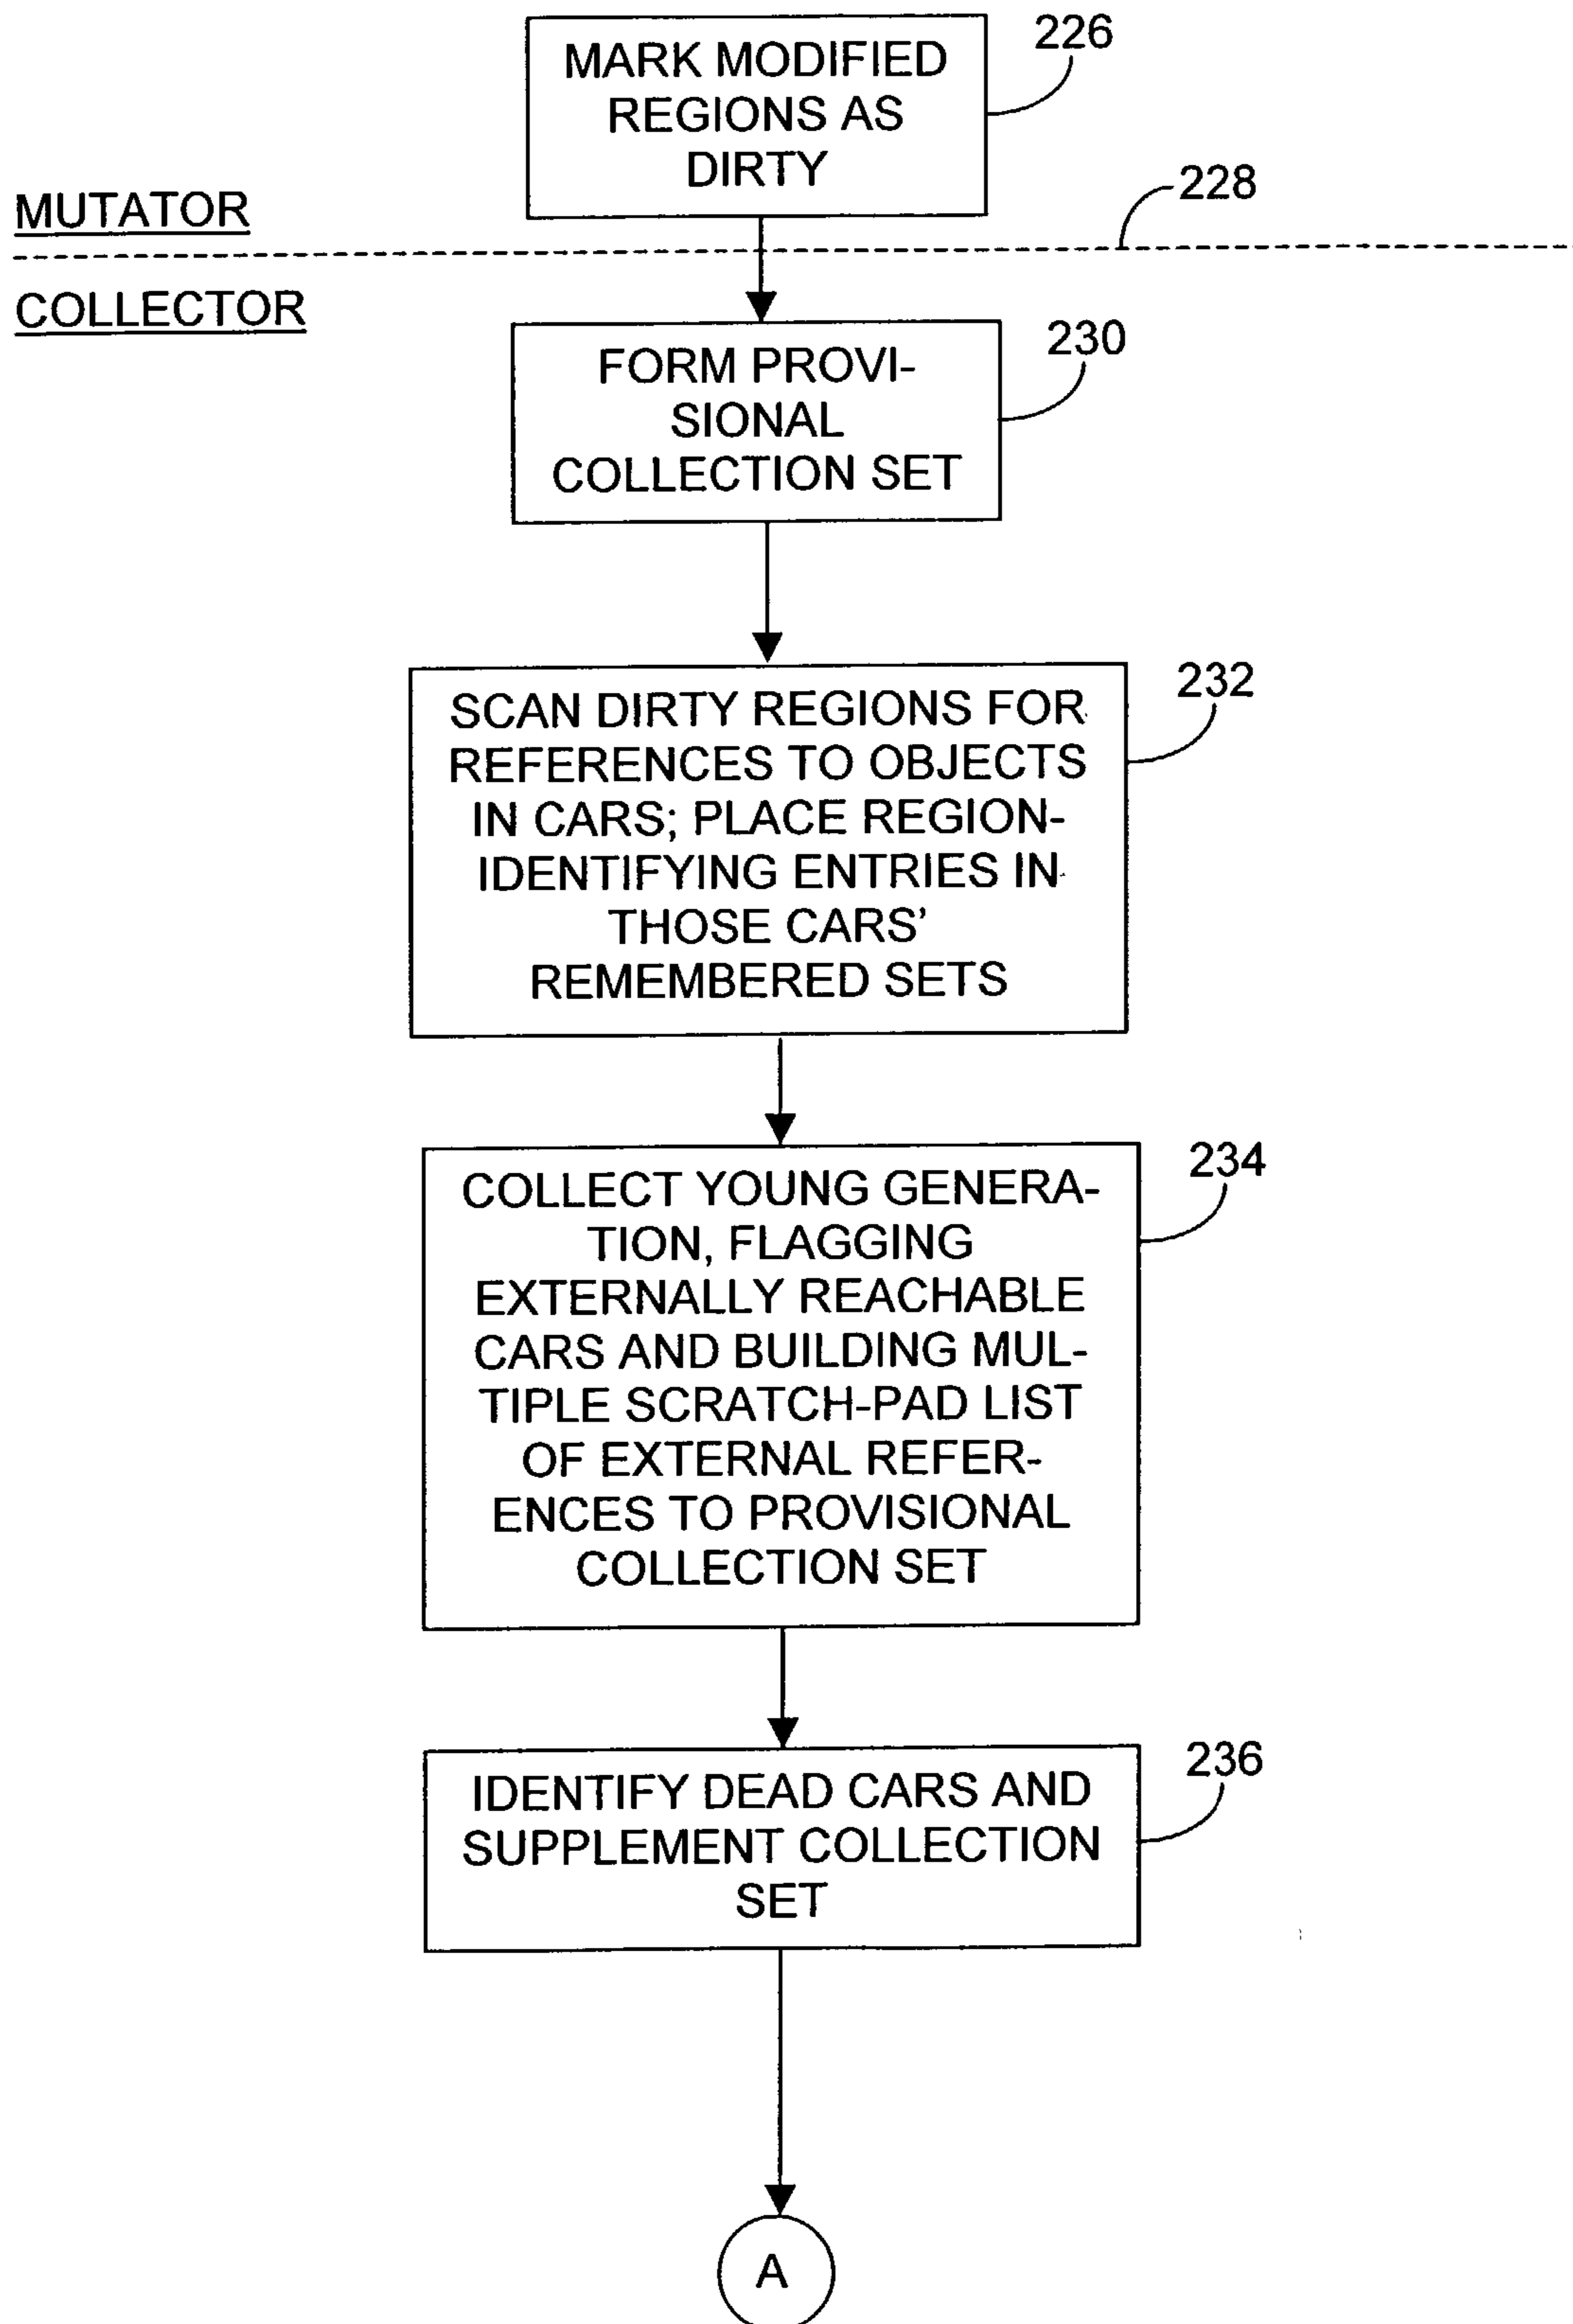 MARK MODIFIED
REGIONS AS
DIRTY
226
MUTATOR
228
COLLECTOR
FORM PROVI-
SIONAL
COLLECTION SET
230
SCAN DIRTY REGIONS FOR
REFERENCES TO OBJECTS
IN CARS; PLACE REGION-
IDENTIFYING ENTRIES IN
THOSE CARS'
REMEMBERED SETS
232
COLLECT YOUNG GENERA-
TION, FLAGGING
EXTERNALLY REACHABLE
CARS AND BUILDING MUL-
TIPLE SCRATCH-PAD LIST
OF EXTERNAL REFER-
ENCES TO PROVISIONAL
COLLECTION SET
234
IDENTIFY DEAD CARS AND
SUPPLEMENT COLLECTION
SET
236
A